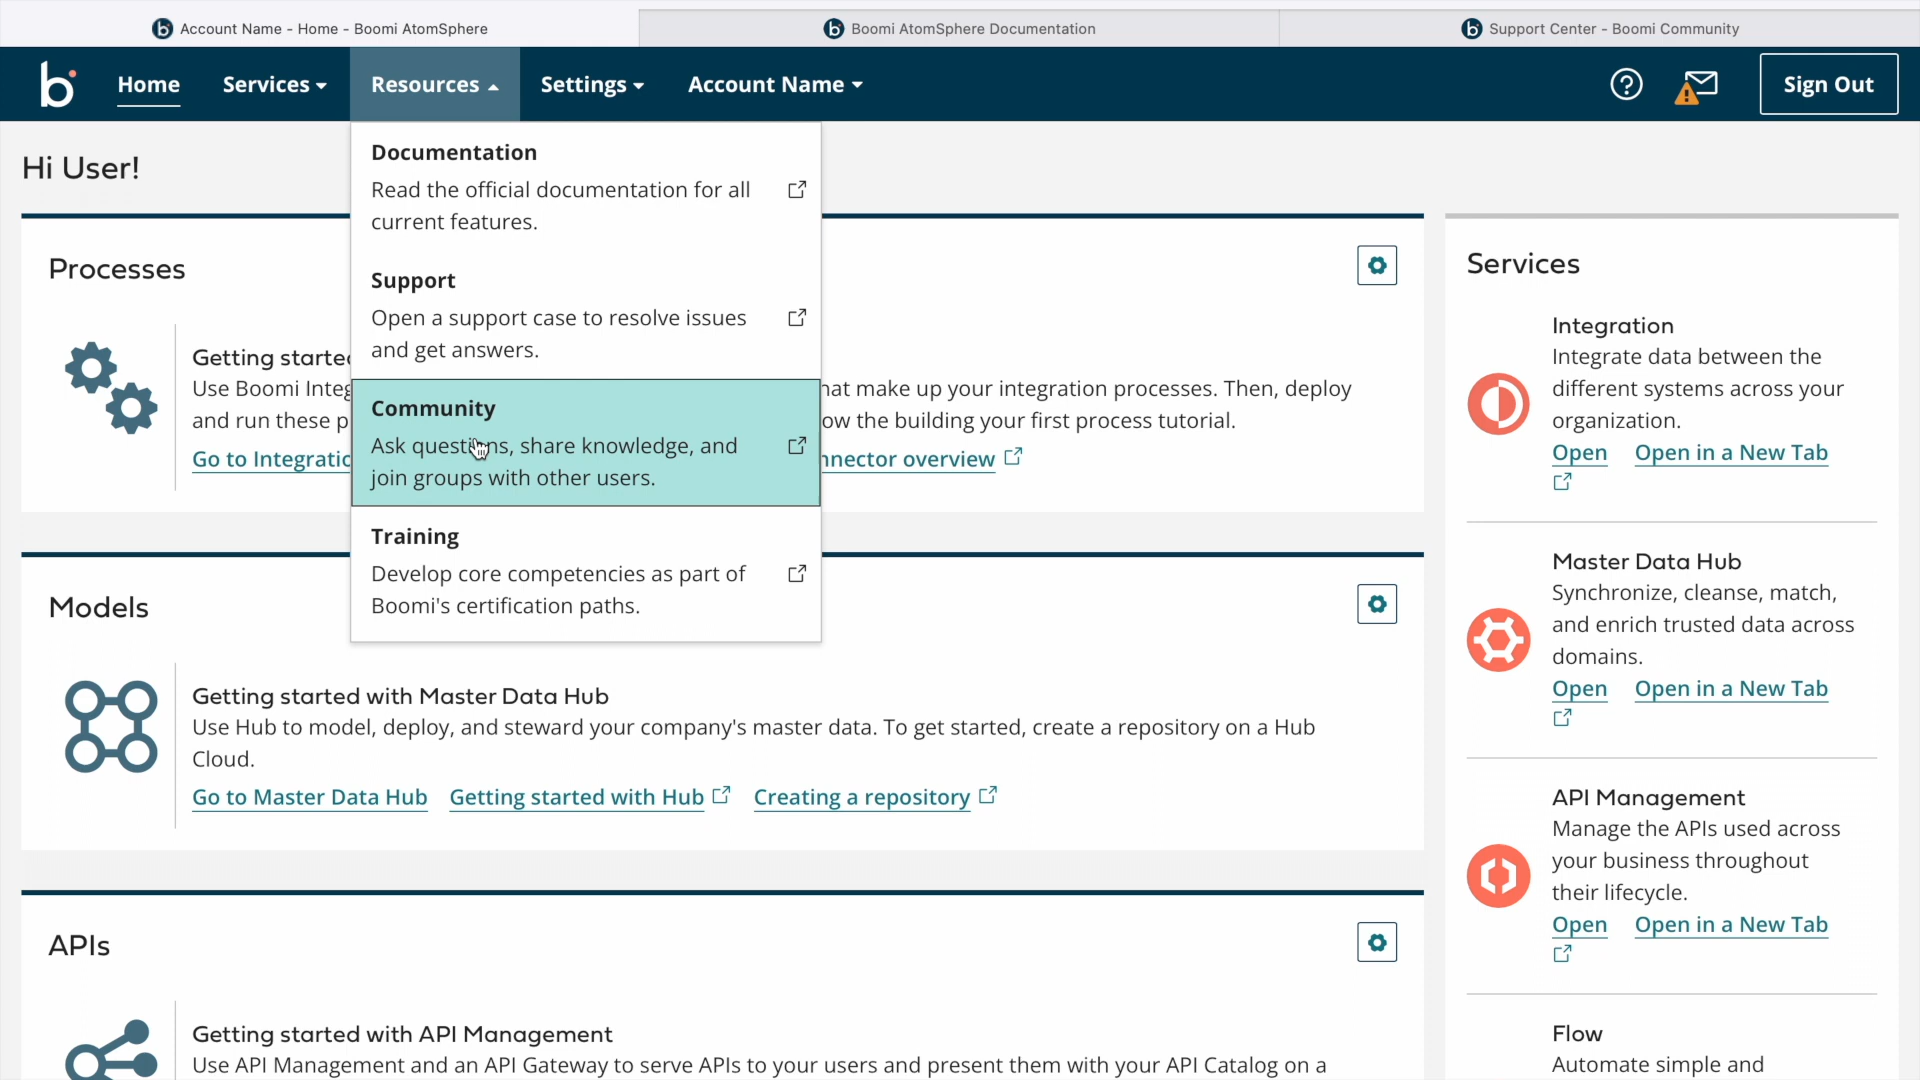 Account Name - Home - Boomi AtomSphere
Boomi AtomSphere Documentation
Support Center - Boomi Community
Home
Services
Resources
Settings
Account Name
Sign Out
Hi User!
Documentation
Read the official documentation for all
current features.
Support
Open a support case to resolve issues
and get answers.
Community
Ask questions, share knowledge, and
join groups with other users.
Training
Develop core competencies as part of
Boomi's certification paths.
Processes
Getting started
Use Boomi
hat make up your integration processes. Then, deploy
and run these
ow the building your first process tutorial.
Go to
overview
Models
Getting started with Master Data Hub
Use Hub to model, deploy, and steward your company's master data. To get started, create a repository on a Hub
Cloud.
Go to Master Data Hub
Getting started with Hub
Creating a repository
APIs
Getting started with API Management
Use API Management and an API Gateway to serve APIs to your users and present them with your API Catalog on a
Services
Integration
Integrate data between the
different systems across your
organization.
Open
Open in a New Tab
Master Data Hub
Synchronize, cleanse, match,
and enrich trusted data across
domains.
Open
Open in a New Tab
API Management
Manage the APIs used across
your business throughout
their lifecycle.
Open
Open in a New Tab
Flow
Automate simple and